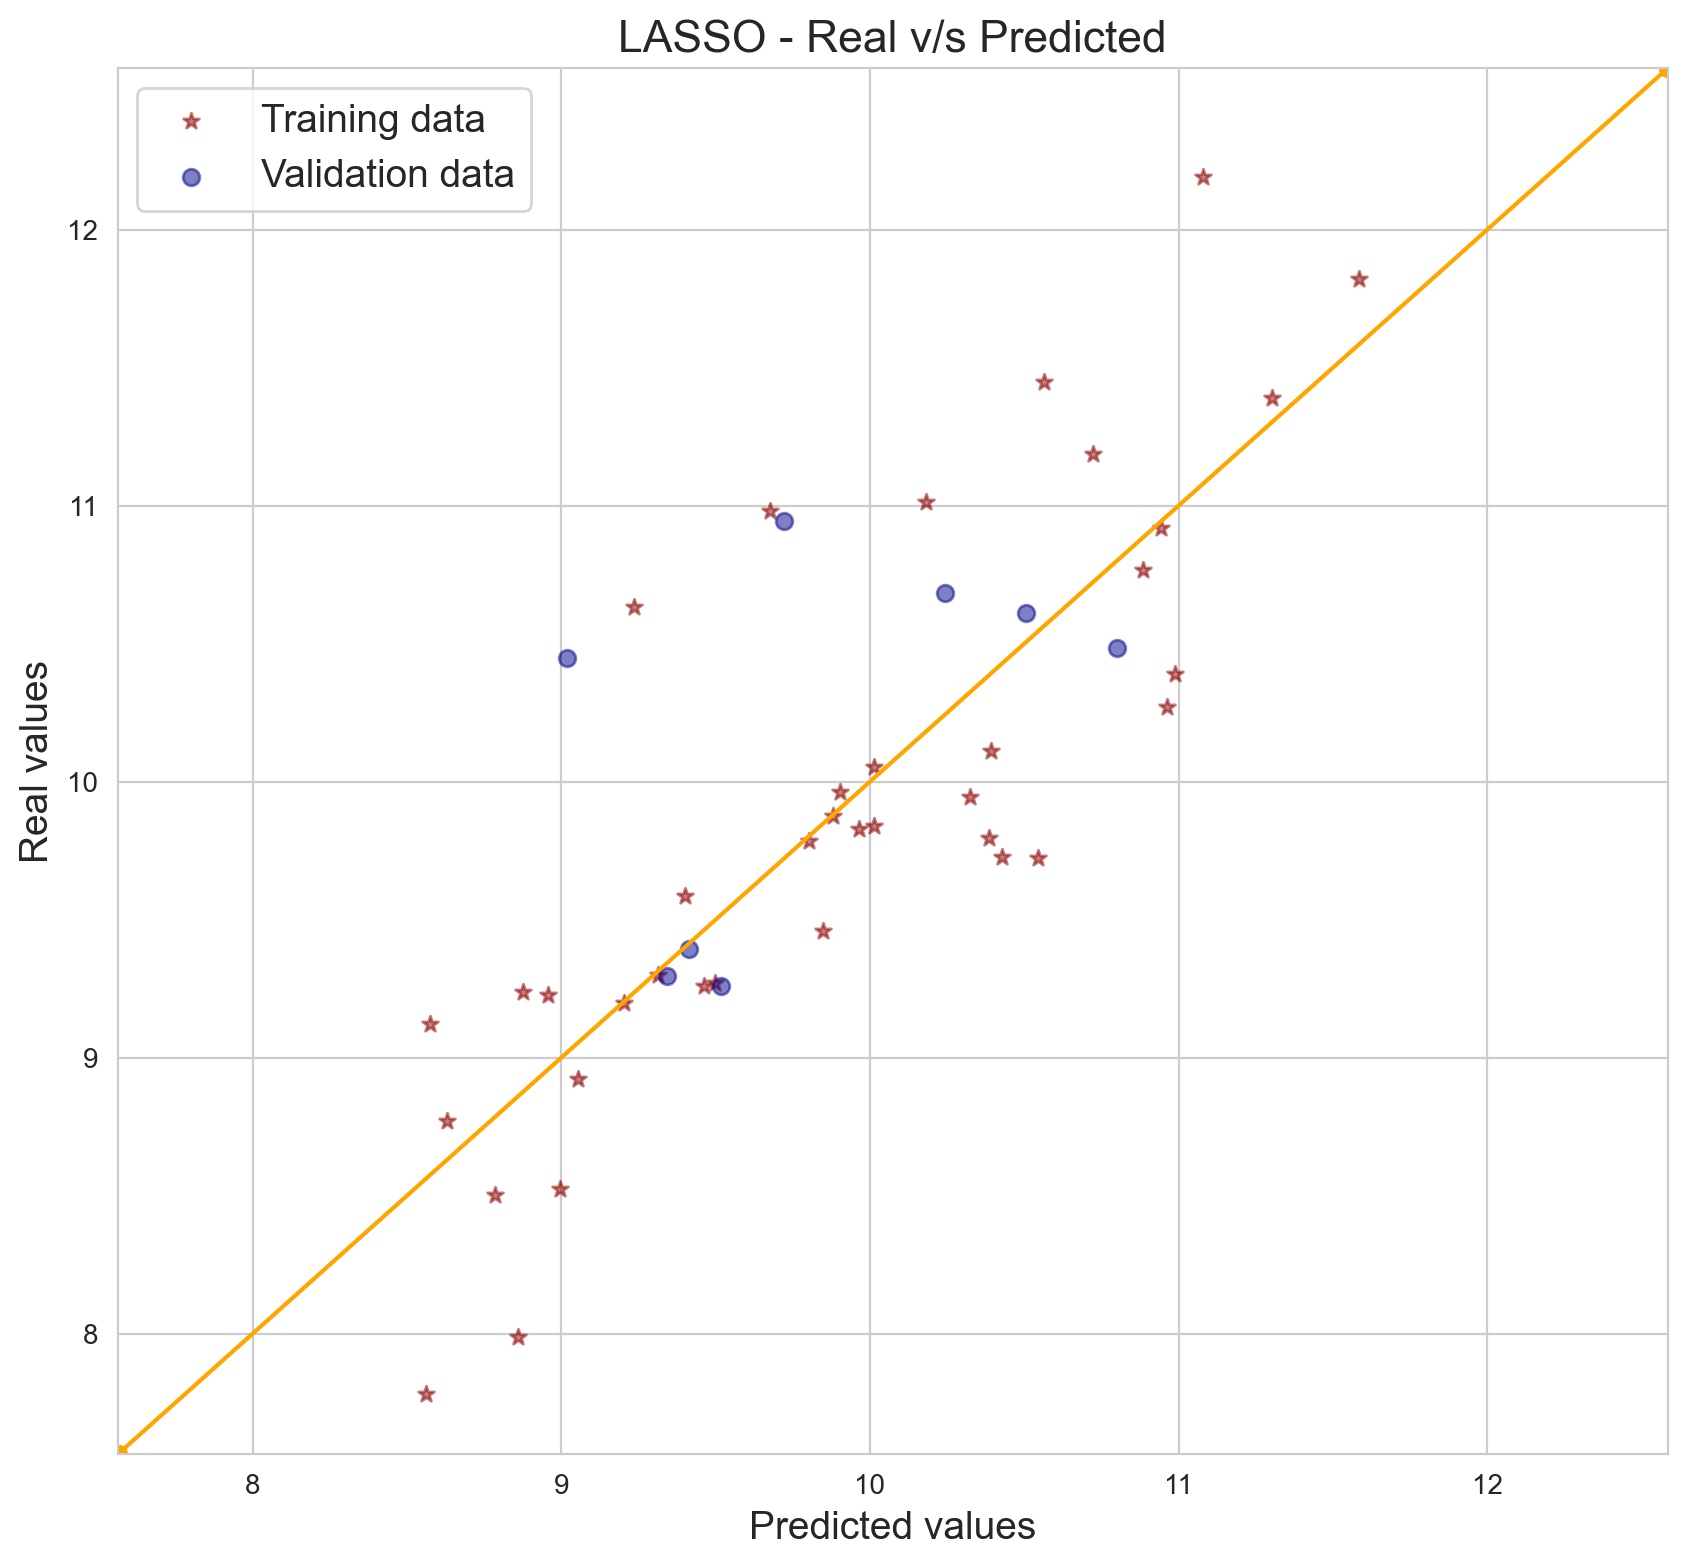 LASSO - Real v/s Predicted
Training data
Validation data
12
11
10
9
8
Real values
8
9
10
11
12
Predicted values